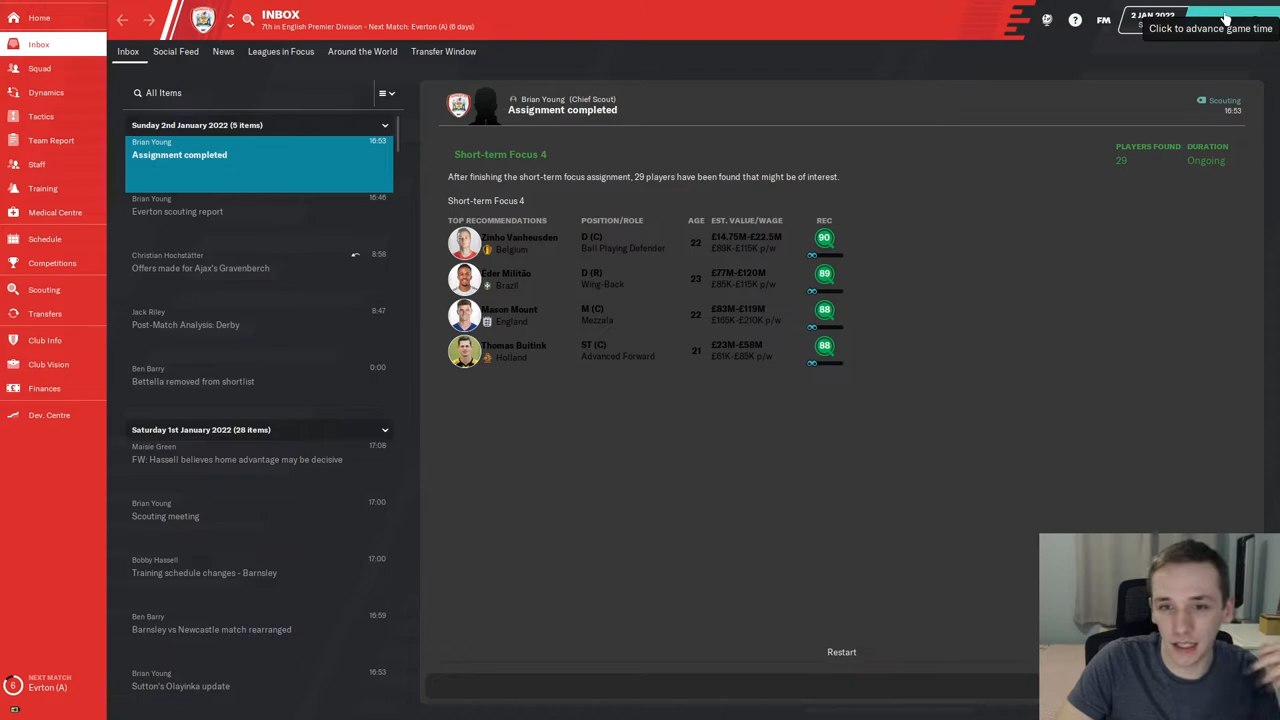 Home
Inbox
Squad
Dynamics
Tactics
Team Report
Staff
Training
Medical Centre
Schedule
Competitions
Scouting
Transfers
Club Info
Club Vision
Finances
Dev. Centre
6
NEXT MATCH
Evrton (A)
INBOX
7th in English Premier Division - Next Match: Everton (A) (6 days)
?
FM
2 JAN 2022
Click to advance game time
Inbox
Social Feed
News
Leagues in Focus
Around the World
Transfer Window
All Items
Sunday 2nd January 2022 (5 items)
Brian Young 16:53
Assignment completed
Brian Young 16:46
Everton scouting report
Christian Hochstätter 8:58
Offers made for Ajax's Gravenberch
Jack Riley 8:47
Post-Match Analysis: Derby
Ben Barry 0:00
Bettella removed from shortlist
Saturday 1st January 2022 (28 items)
Maisie Green 17:08
FW: Hassell believes home advantage may be decisive
Brian Young 17:00
Scouting meeting
Bobby Hassell 17:00
Training schedule changes - Barnsley
Ben Barry 16:59
Barnsley vs Newcastle match rearranged
Brian Young 16:53
Sutton's Olayinka update
Brian Young (Chief Scout)
Assignment completed
Scouting
16:53
Short-term Focus 4
PLAYERS FOUND DURATION
29 Ongoing
After finishing the short-term focus assignment, 29 players have been found that might be of interest.
Short-term Focus 4
TOP RECOMMENDATIONS POSITION/ROLE AGE EST. VALUE/WAGE REC
Zinho Vanheusden D (C) 22 £14.75M-£22.5M 90
Belgium Ball Playing Defender £89K-£115K p/w
Éder Militão D (R) 23 £77M-£120M 89
Brazil Wing-Back £85K-£115K p/w
Mason Mount M (C) 22 £83M-£119M 88
England Mezzala £165K-£210K p/w
Thomas Buitink ST (C) 21 £23M-£58M 88
Holland Advanced Forward £61K-£85K p/w
Restart